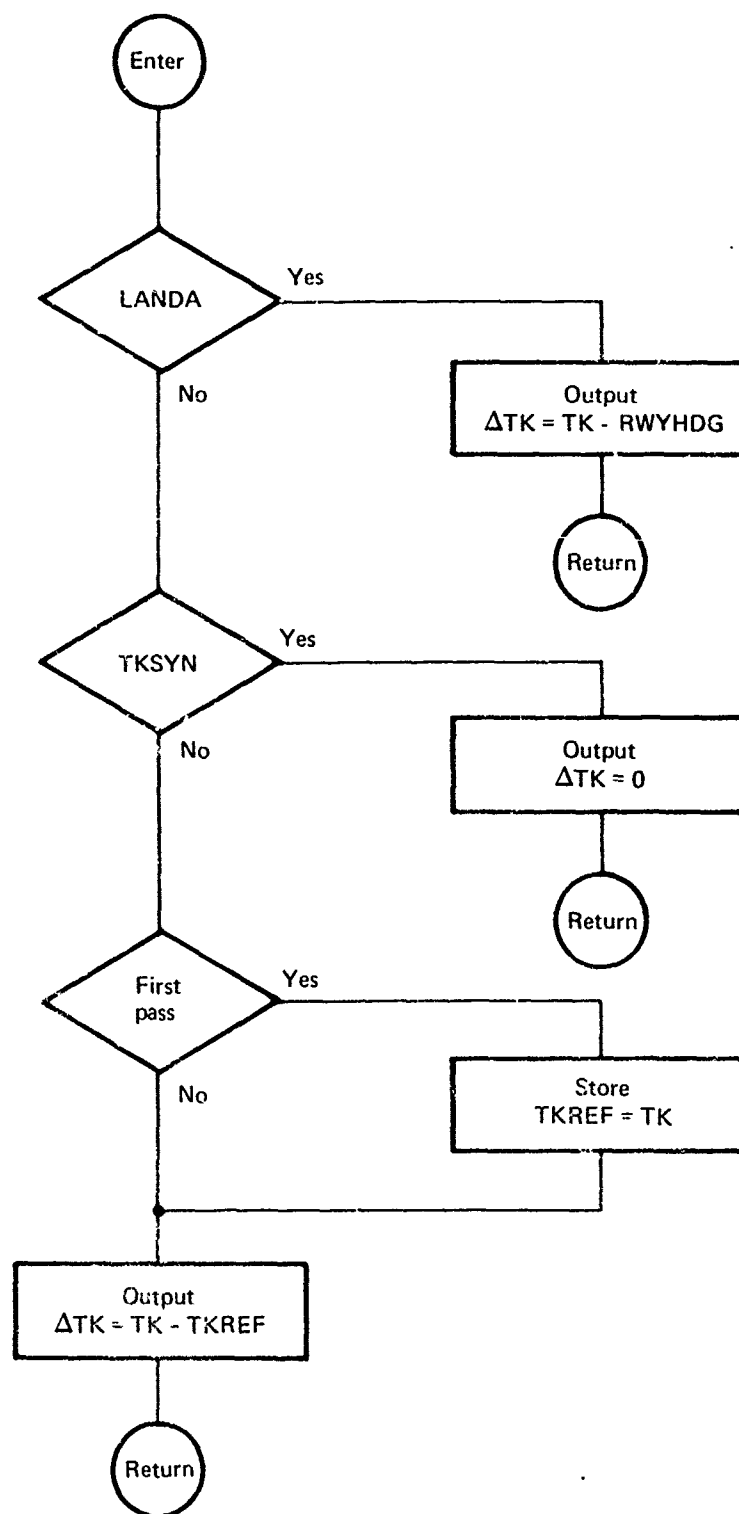 Enter
LANDA
Yes
No
Output
ΔTK = TK - RWYHDG
Return
TKSYN
Yes
No
Output
ΔTK = 0
Return
First
pass
Yes
No
Store
TKREF = TK
Output
ΔTK = TK - TKREF
Return